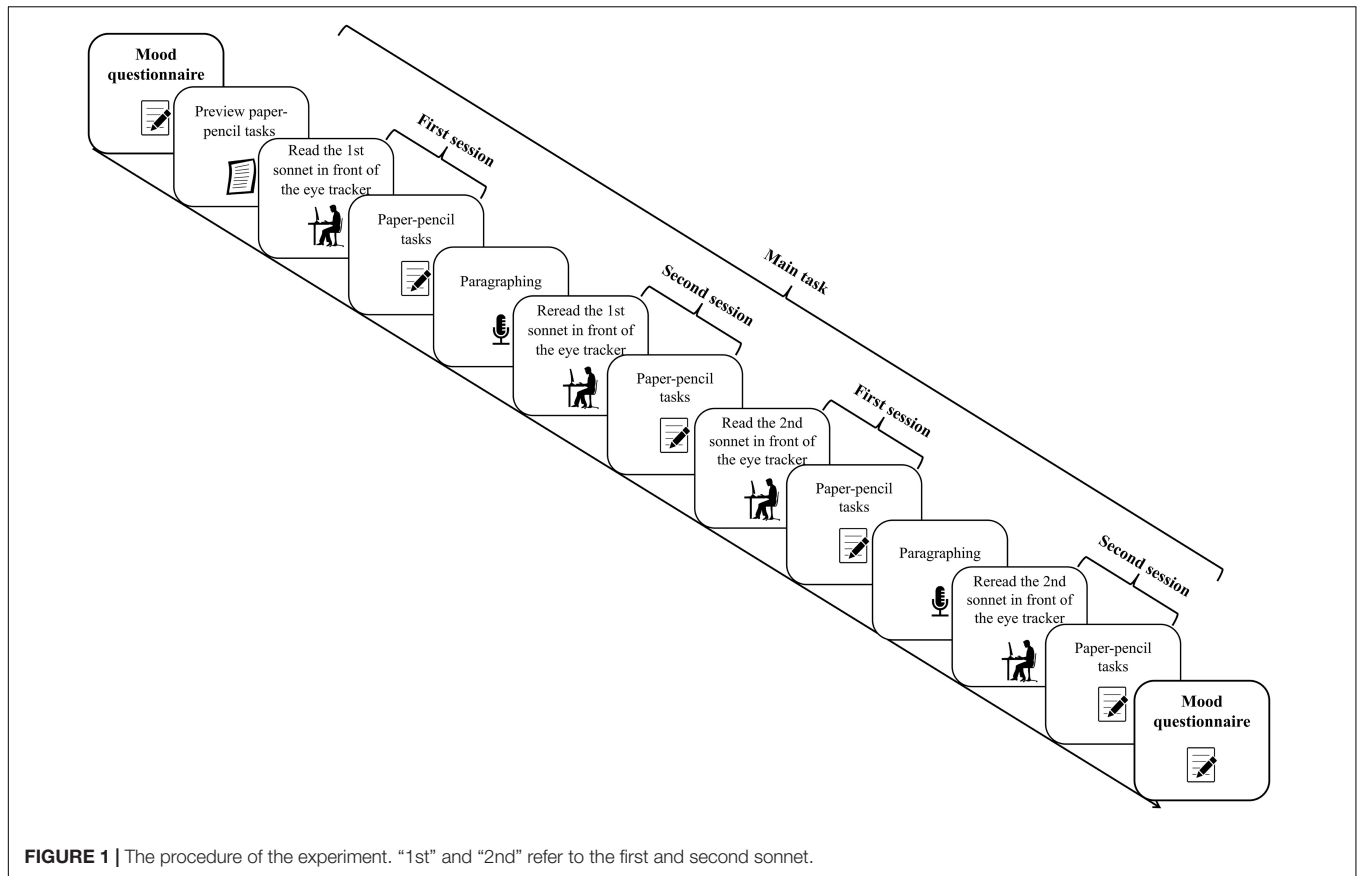 Mood
questionnaire
Preview paper-
pencil tasks
First session
Read the 1st
sonnet in front of
the eye tracker
Paper-pencil
tasks
Main task
Paragraphing
Second session
Reread the 1st
sonnet in front of
the eye tracker
Paper-pencil
tasks
First session
Read the 2nd
sonnet in front of
the eye tracker
Paper-pencil
tasks
Paragraphing
Second session
Reread the 2nd
sonnet in front of
the eye tracker
Paper-pencil
tasks
Mood
questionnaire
FIGURE 1 | The procedure of the experiment. “1st” and “2nd” refer to the first and second sonnet.